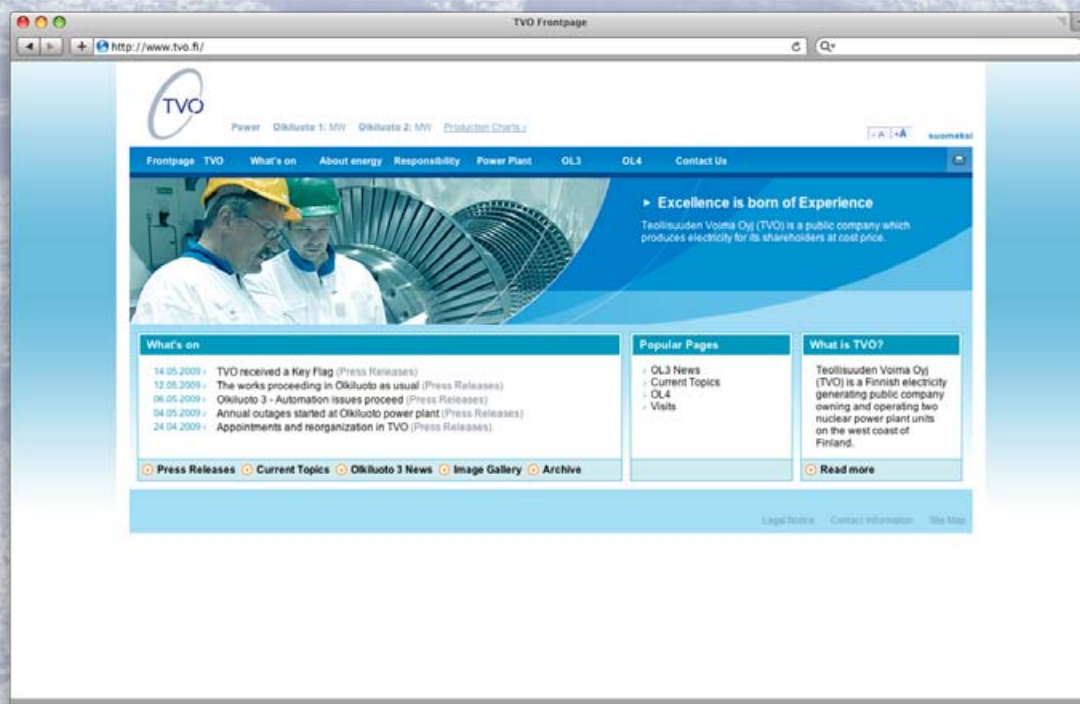 TVO Frontpage
http://www.tvo.fi/
TVO
Power Olkiluoto 1: MW Olkiluoto 2: MW Production Charts ›
- A +A suomeksi
Frontpage TVO What's on About energy Responsibility Power Plant OL3 OL4 Contact Us
Excellence is born of Experience
Teollisuuden Voima Oyj (TVO) is a public company which
produces electricity for its shareholders at cost price.
What's on
14.05.2009 › TVO received a Key Flag (Press Releases)
12.05.2009 › The works proceeding in Olkiluoto as usual (Press Releases)
06.05.2009 › Olkiluoto 3 - Automation issues proceed (Press Releases)
04.05.2009 › Annual outages started at Olkiluoto power plant (Press Releases)
24.04.2009 › Appointments and reorganization in TVO (Press Releases)
Press Releases Current Topics Olkiluoto 3 News Image Gallery Archive
Popular Pages
› OL3 News
› Current Topics
› OL4
› Visits
What is TVO?
Teollisuuden Voima Oyj
(TVO) is a Finnish electricity
generating public company
owning and operating two
nuclear power plant units
on the west coast of
Finland.
Read more
Legal Notice Contact Information Site Map